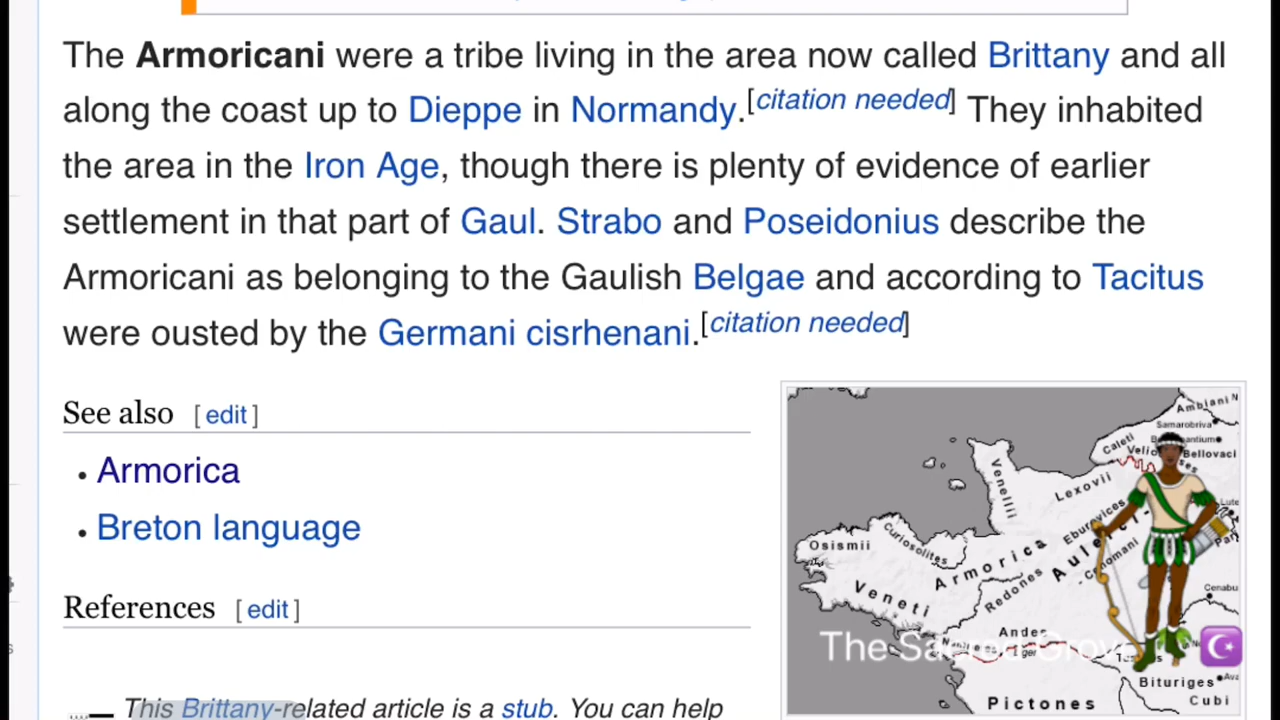 The Armoricani were a tribe living in the area now called Brittany and all
along the coast up to Dieppe in Normandy.[citation needed] They inhabited
the area in the Iron Age, though there is plenty of evidence of earlier
settlement in that part of Gaul. Strabo and Poseidonius describe the
Armoricani as belonging to the Gaulish Belgae and according to Tacitus
were ousted by the Germani cisrhenani.[citation needed]
See also [ edit ]
• Armorica
• Breton language
References [ edit ]
This Brittany-related article is a stub. You can help
Ambiani
Samarobriva
Caleti
Bellovaci
Venellii
Lexovii
Eburovices
Osismii
Curiosolites
Armorica
Aulerci
Cenomani
Redones
Veneti
Cenabu
Andes
The Sacred Grove
Bituriges
Cubi
Pictones